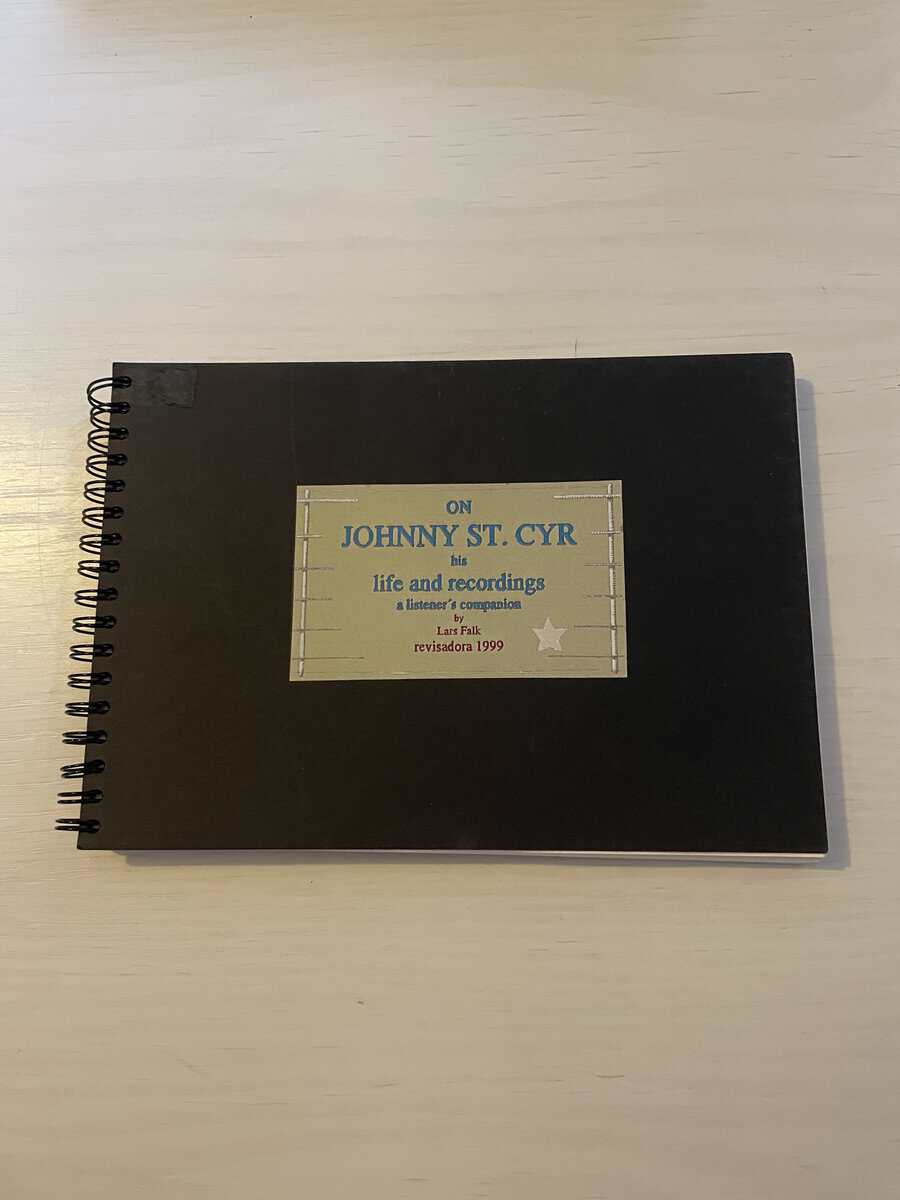 ON
JOHNNY ST. CYR
his
life and recordings
a listener´s companion
by
Lars Falk
revisadora 1999